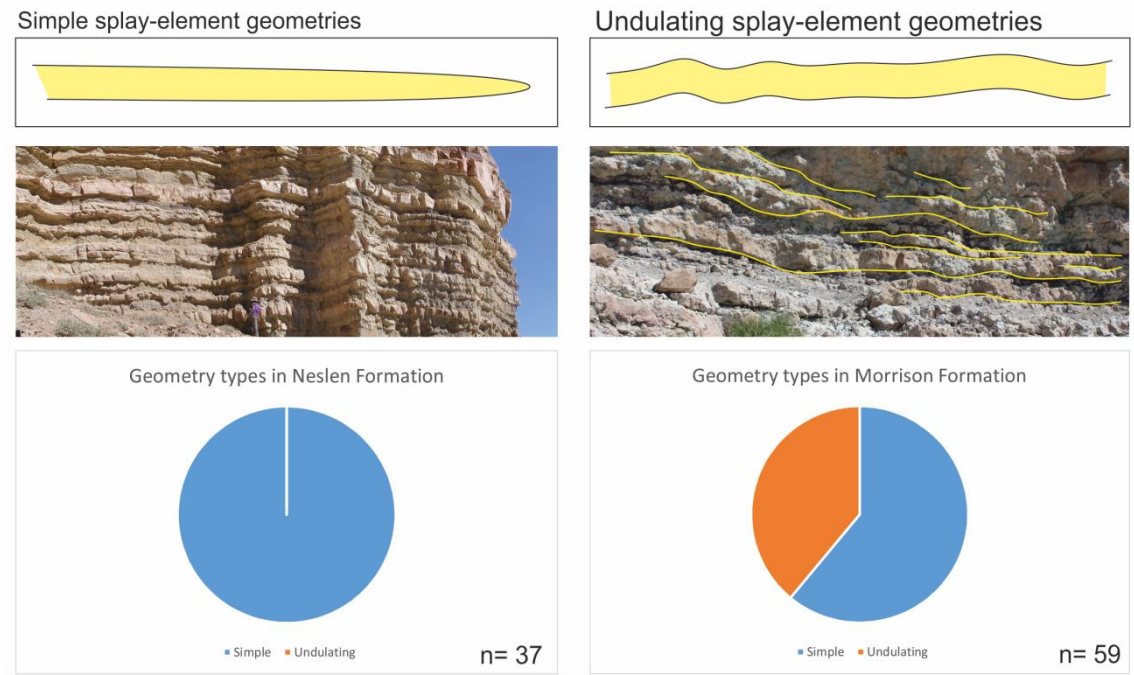 Simple splay-element geometries
Undulating splay-element geometries
Geometry types in Neslen Formation
Simple Undulating
n= 37
Geometry types in Morrison Formation
Simple Undulating
n= 59